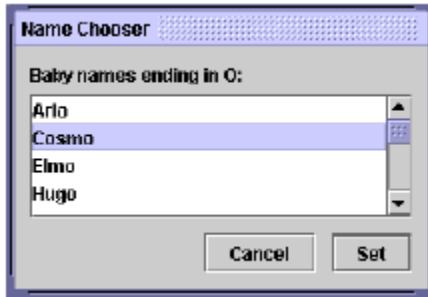 Name Chooser
Baby names ending in O:
Arlo
Cosmo
Elmo
Hugo
Cancel
Set